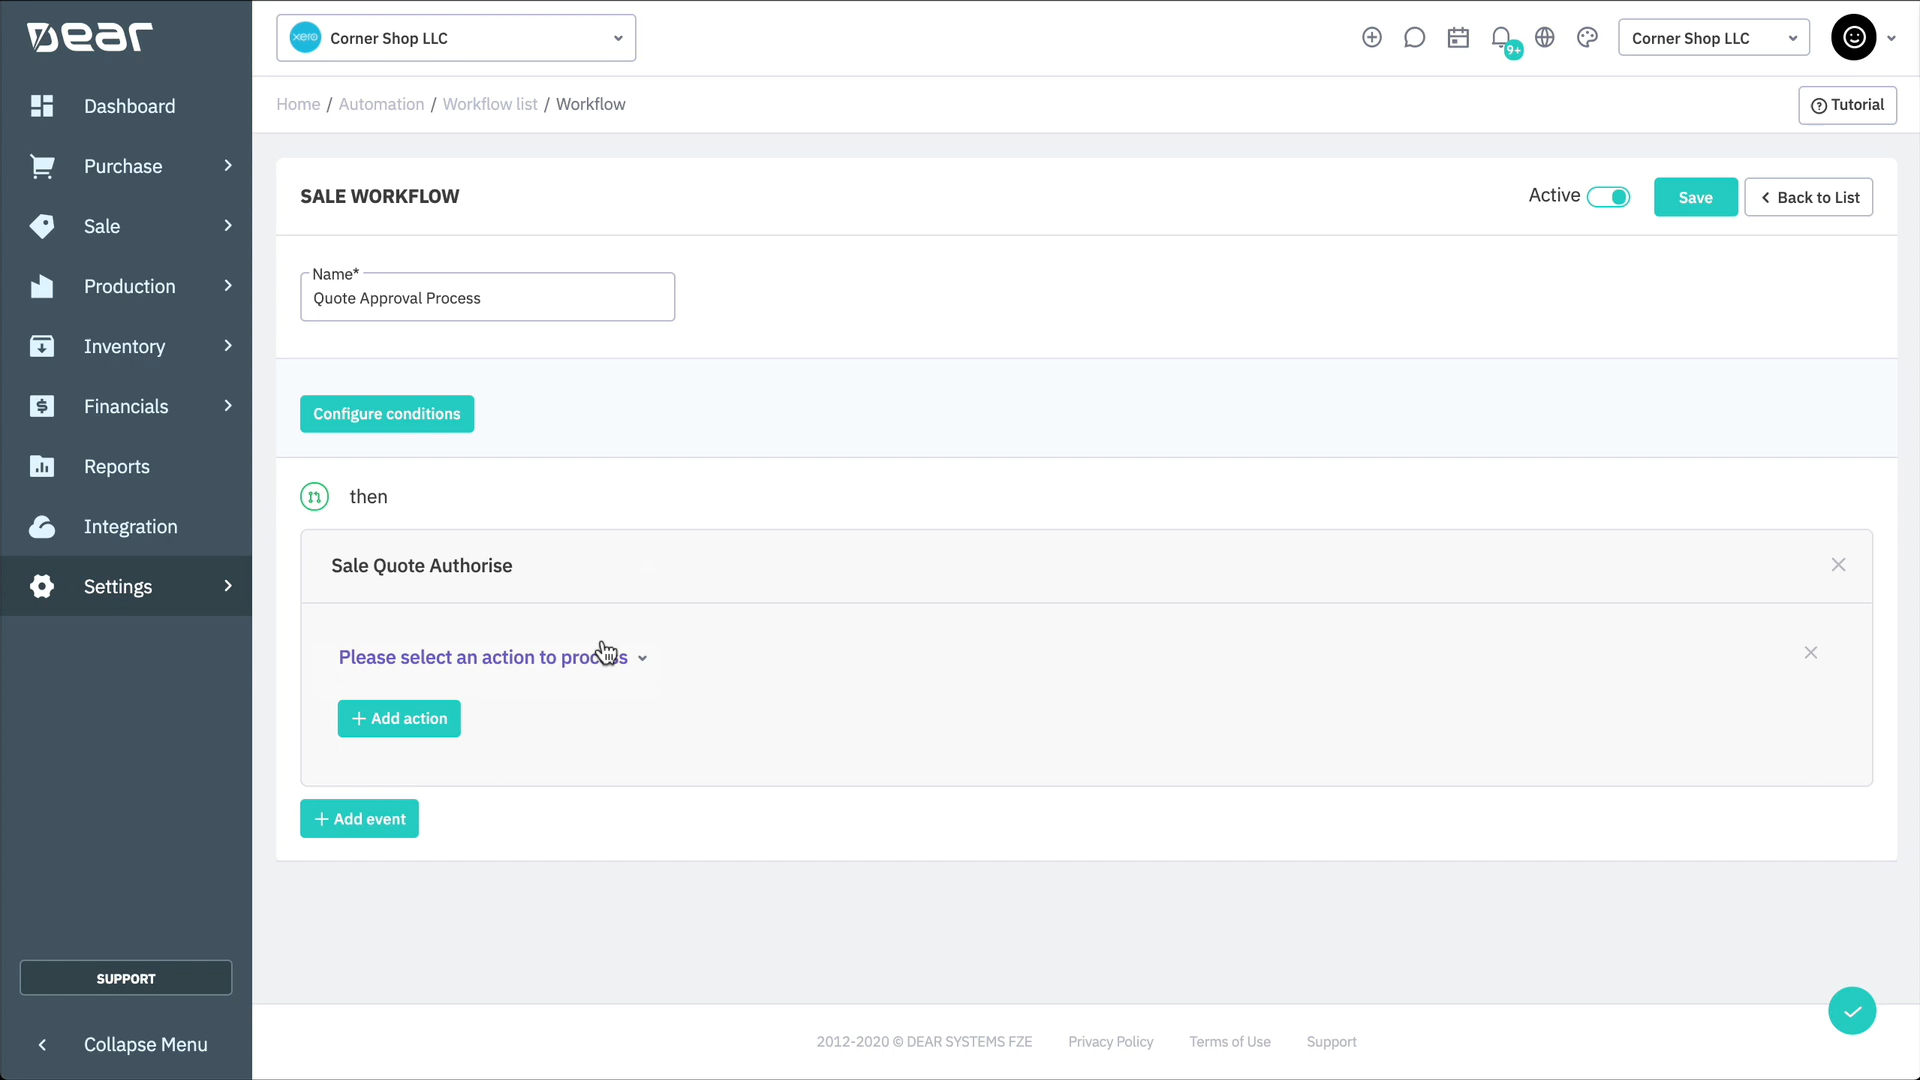 Dear
xero Corner Shop LLC
9+
Corner Shop LLC
Dashboard
Purchase
Sale
Production
Inventory
Financials
Reports
Integration
Settings
SUPPORT
Collapse Menu
Home / Automation / Workflow list / Workflow
Tutorial
SALE WORKFLOW
Active
Save
Back to List
Name*
Quote Approval Process
Configure conditions
then
Sale Quote Authorise
Please select an action to process
+ Add action
+ Add event
2012-2020 © DEAR SYSTEMS FZE
Privacy Policy
Terms of Use
Support